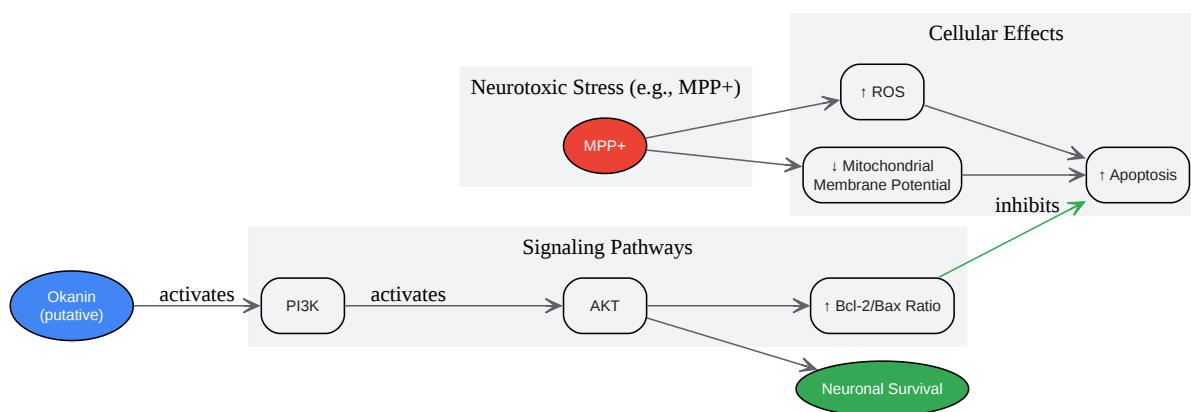 Cellular Effects
Neurotoxic Stress (e.g., MPP+)
↑ ROS
MPP+
↓ Mitochondrial
Membrane Potential
↑ Apoptosis
inhibits
Signaling Pathways
Okanin
(putative)
activates
PI3K
activates
AKT
↑ Bcl-2/Bax Ratio
Neuronal Survival